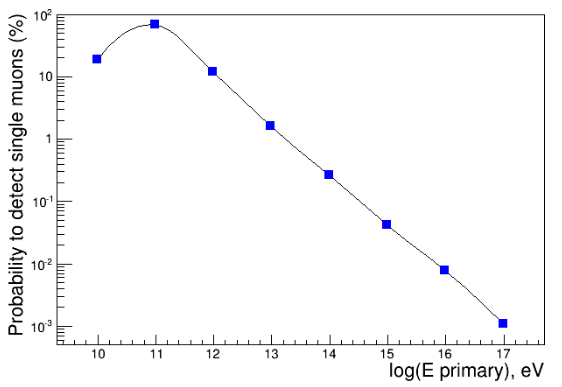 Probability to detect single muons (%)
10²
10
1
10⁻¹
10⁻²
10⁻³
10 11 12 13 14 15 16 17
log(E primary), eV